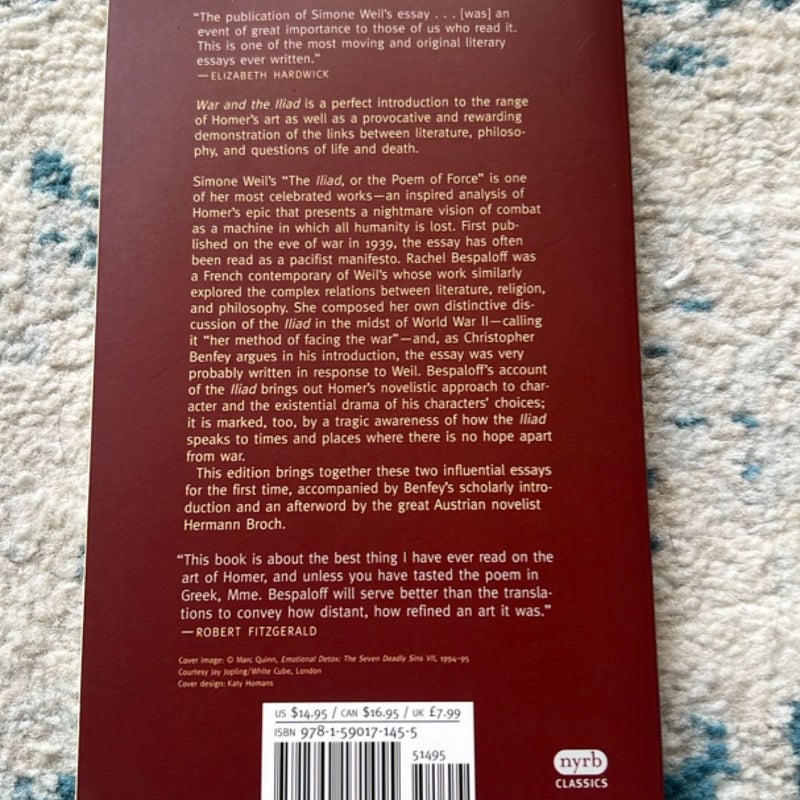 “The publication of Simone Weil’s essay . . . [was] an
event of great importance to those of us who read it.
This is one of the most moving and original literary
essays ever written.”
—ELIZABETH HARDWICK
War and the Iliad is a perfect introduction to the range
of Homer’s art as well as a provocative and rewarding
demonstration of the links between literature, philoso-
phy, and questions of life and death.
Simone Weil’s “The Iliad, or the Poem of Force” is one
of her most celebrated works—an inspired analysis of
Homer’s epic that presents a nightmare vision of combat
as a machine in which all humanity is lost. First pub-
lished on the eve of war in 1939, the essay has often
been read as a pacifist manifesto. Rachel Bespaloff was
a French contemporary of Weil’s whose work similarly
explored the complex relations between literature, religion,
and philosophy. She composed her own distinctive dis-
cussion of the Iliad in the midst of World War II—calling
it “her method of facing the war”—and, as Christopher
Benfey argues in his introduction, the essay was very
probably written in response to Weil. Bespaloff’s account
of the Iliad brings out Homer’s novelistic approach to char-
acter and the existential drama of his characters’ choices;
it is marked, too, by a tragic awareness of how the Iliad
speaks to times and places where there is no hope apart
from war.
This edition brings together these two influential essays
for the first time, accompanied by Benfey’s scholarly intro-
duction and an afterword by the great Austrian novelist
Hermann Broch.
“This book is about the best thing I have ever read on the
art of Homer, and unless you have tasted the poem in
Greek, Mme. Bespaloff will serve better than the transla-
tions to convey how distant, how refined an art it was.”
—ROBERT FITZGERALD
Cover image: © Marc Quinn, Emotional Detox: The Seven Deadly Sins VII, 1994–95
Courtesy Jay Jopling/White Cube, London
Cover design: Katy Homans
US $14.95 / CAN $16.95 / UK £7.99
ISBN 978-1-59017-145-5
51495
nyrb
CLASSICS